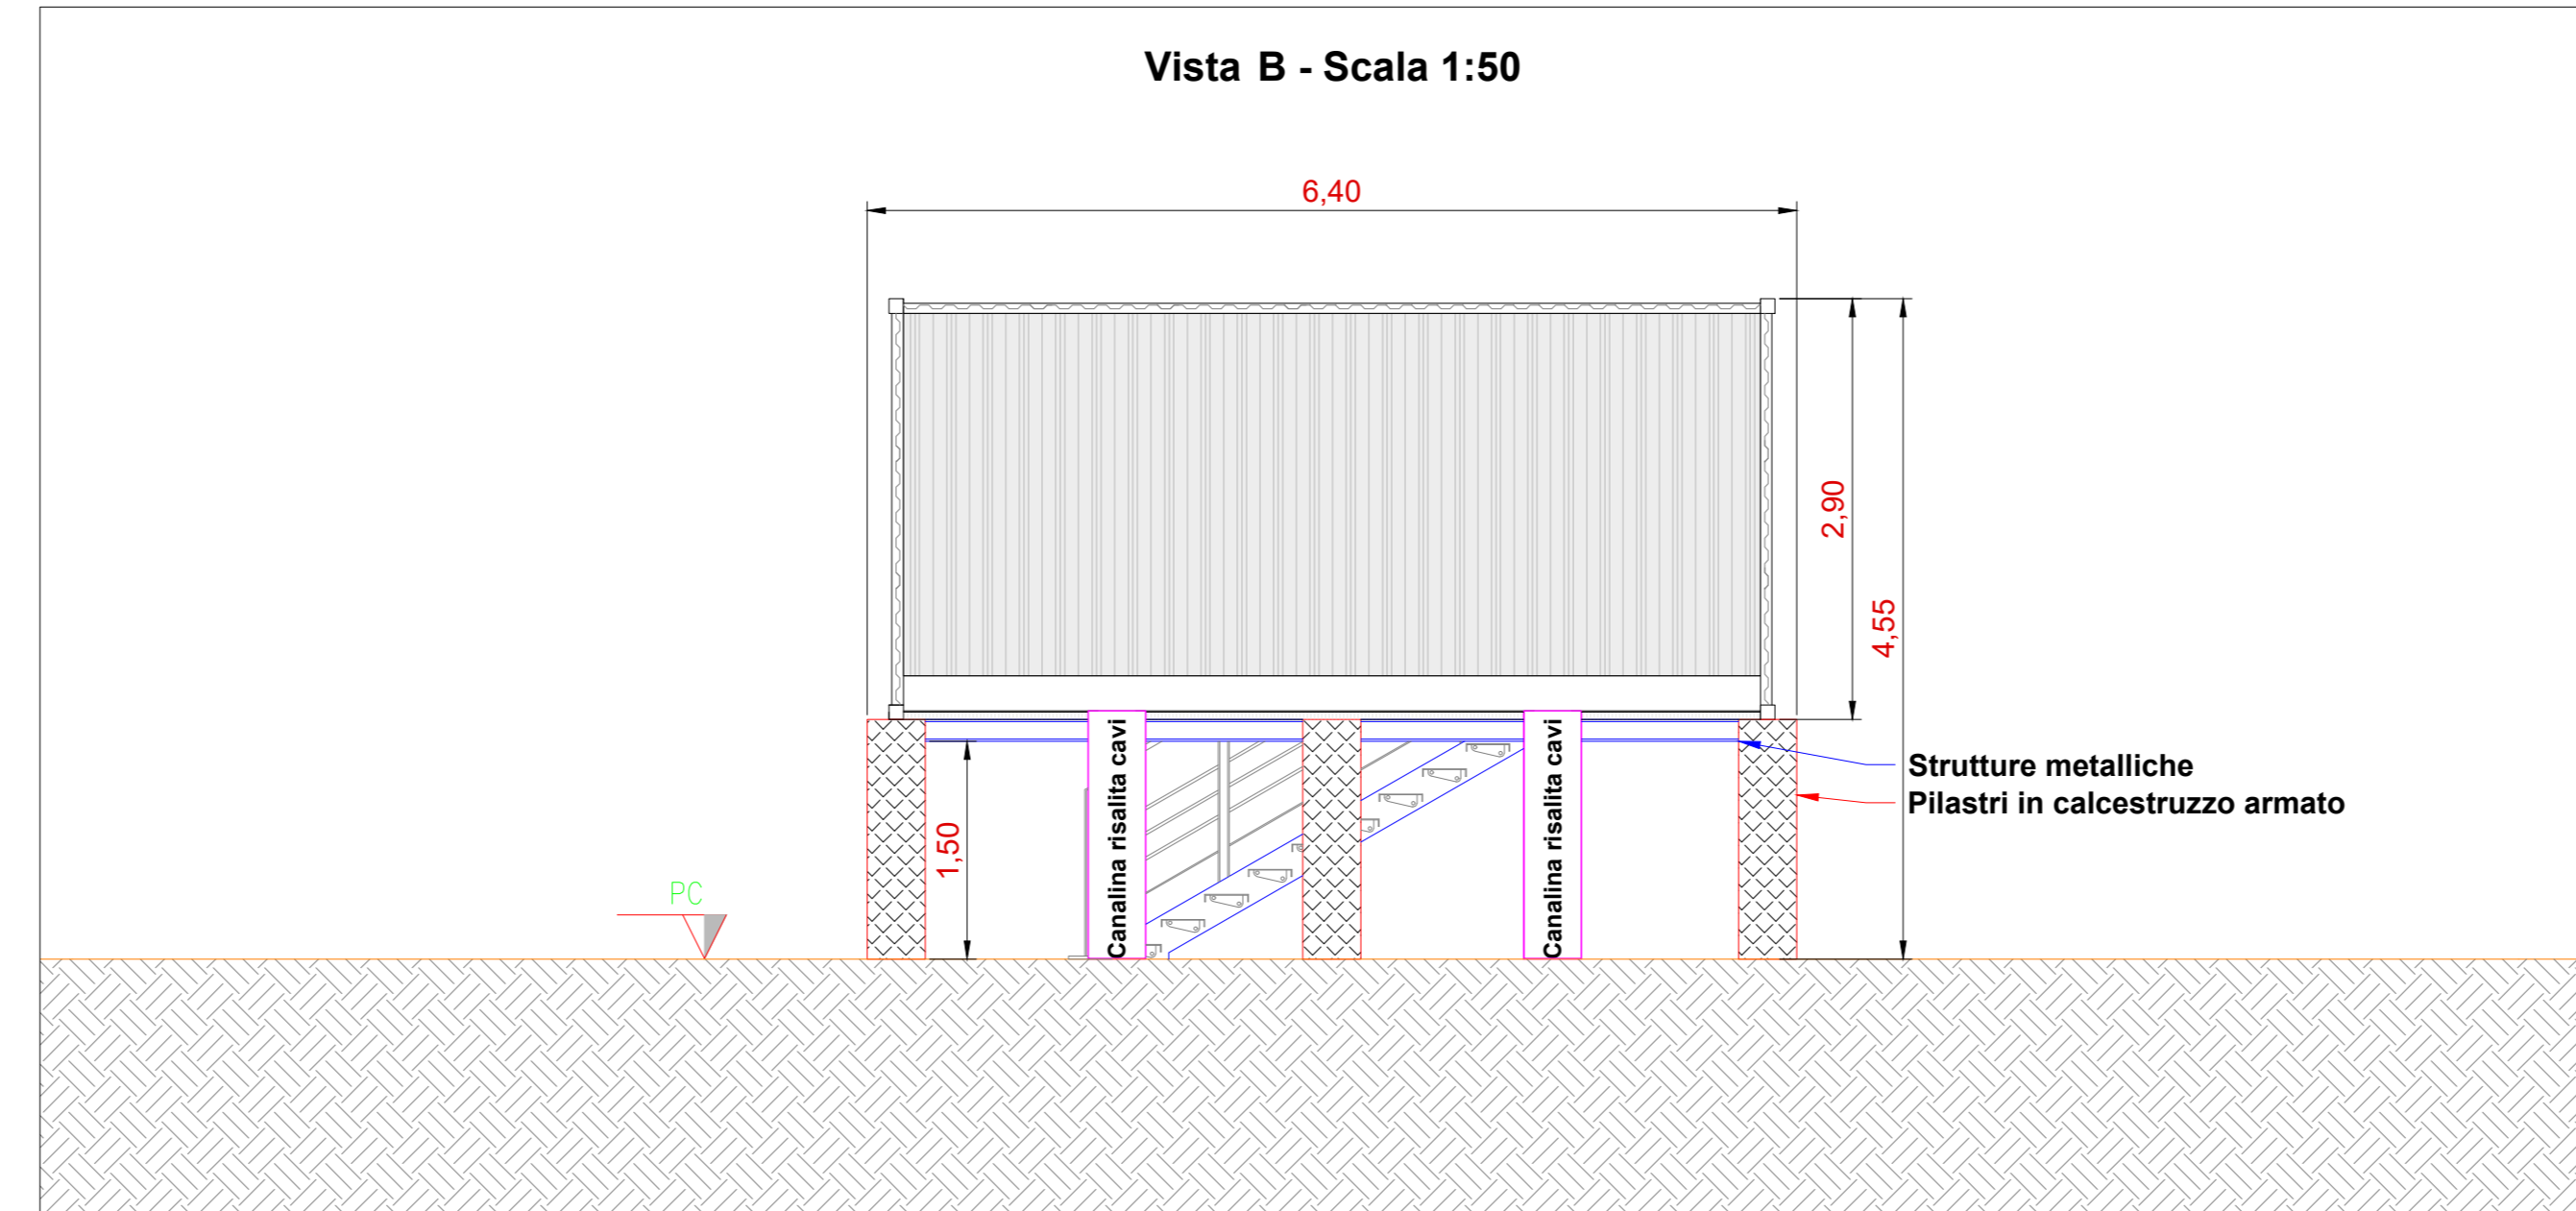 Vista B - Scala 1:50
6,40
2,90
4,55
Strutture metalliche
Pilastri in calcestruzzo armato
Canalina risalita cavi
Canalina risalita cavi
1,50
PC